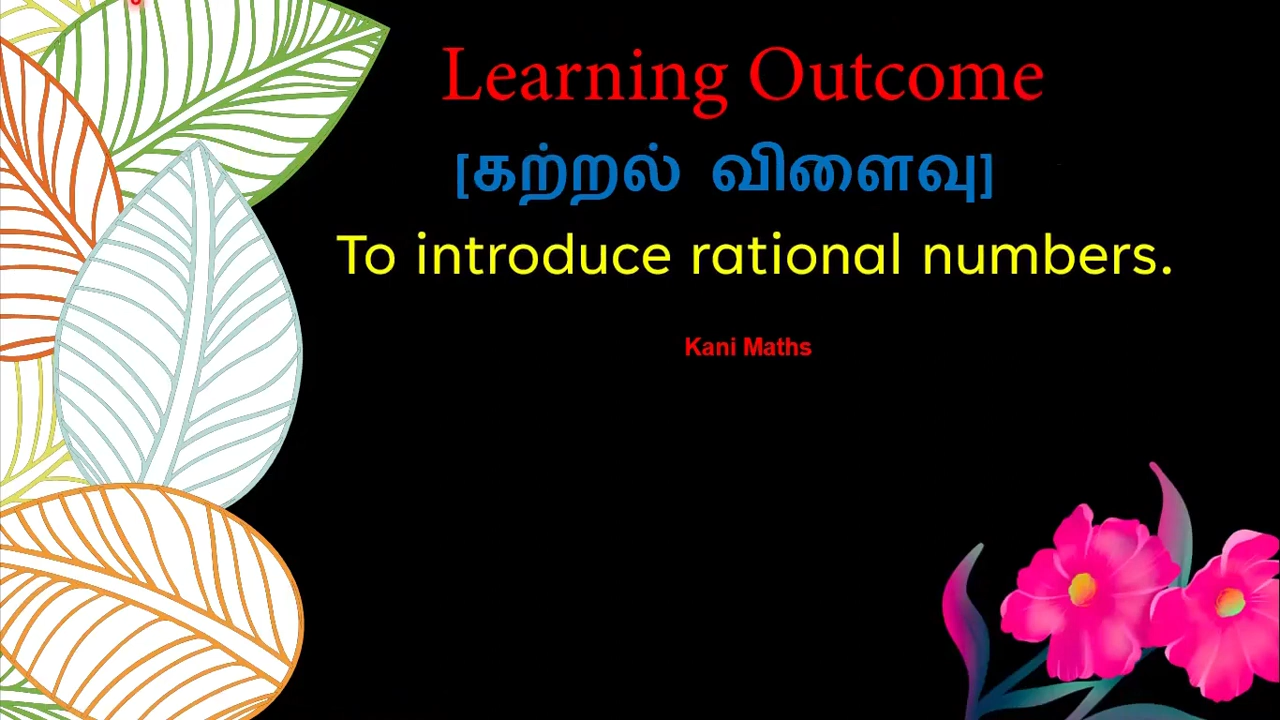 Learning Outcome
[கற்றல் விளைவு]
To introduce rational numbers.
Kani Maths